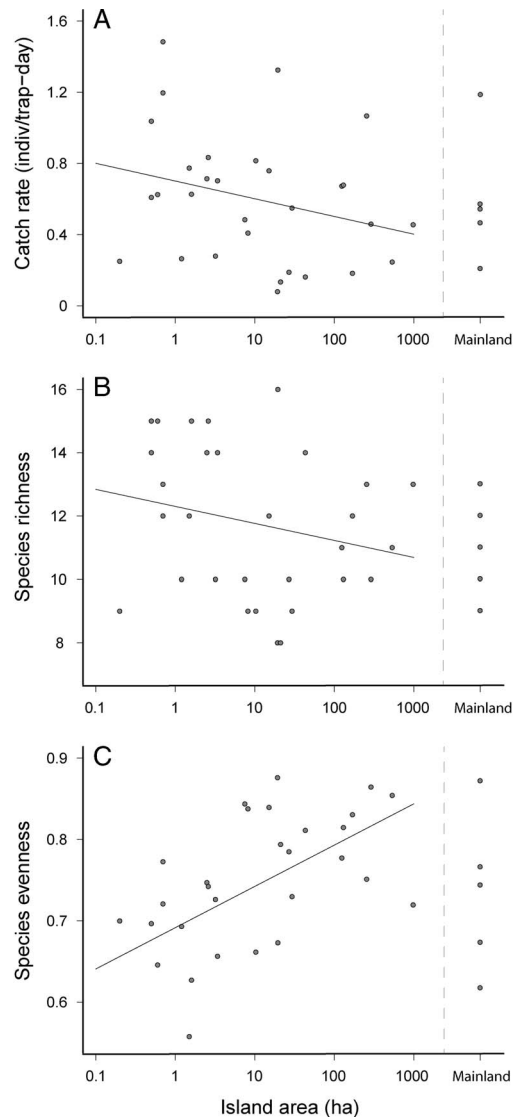 A
Catch rate (indiv/trap−day)
1.6
1.2
0.8
0.4
0
0.1 1 10 100 1000 Mainland
B
Species richness
16
14
12
10
8
0.1 1 10 100 1000 Mainland
C
Species evenness
0.9
0.8
0.7
0.6
0.1 1 10 100 1000 Mainland
Island area (ha)